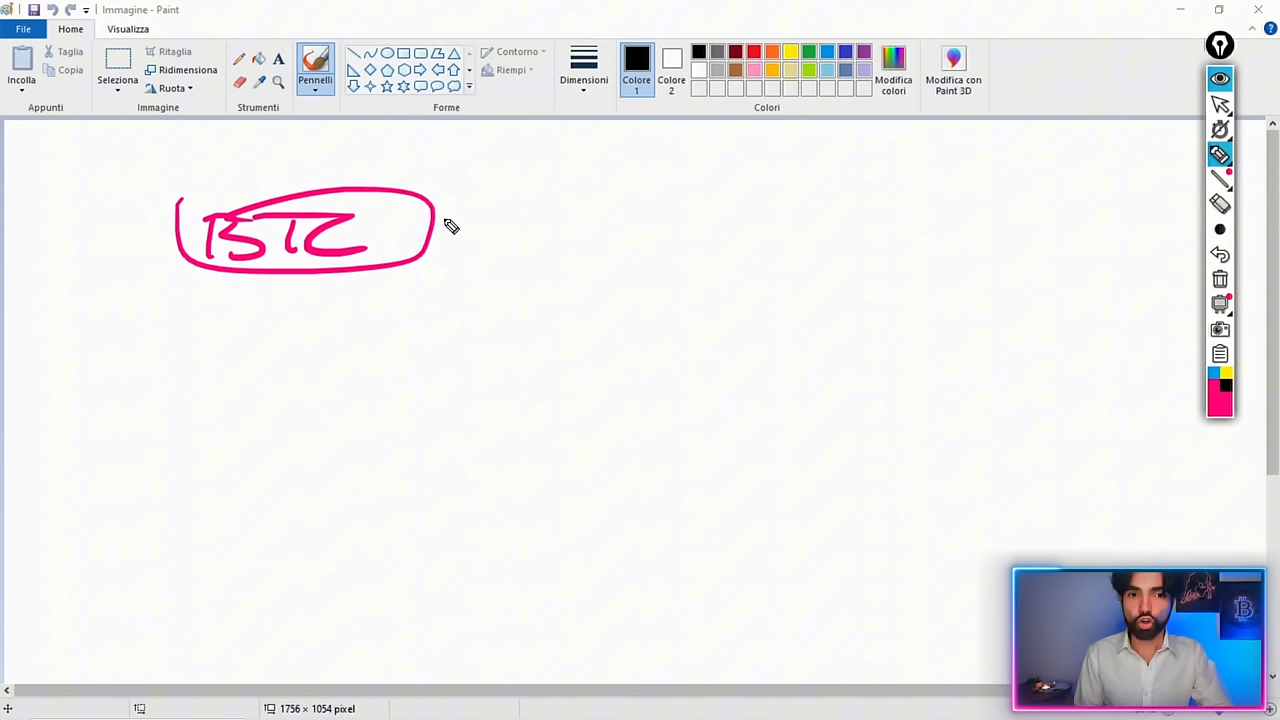 Immagine - Paint
File
Home
Visualizza
Incolla
Taglia
Copia
Appunti
Seleziona
Ritaglia
Ridimensiona
Ruota
Immagine
A
Strumenti
Pennelli
Contorno
Riempi
Forme
Dimensioni
Colore 1
Colore 2
Modifica colori
Colori
Modifica con Paint 3D
BTC
1756 × 1054 pixel